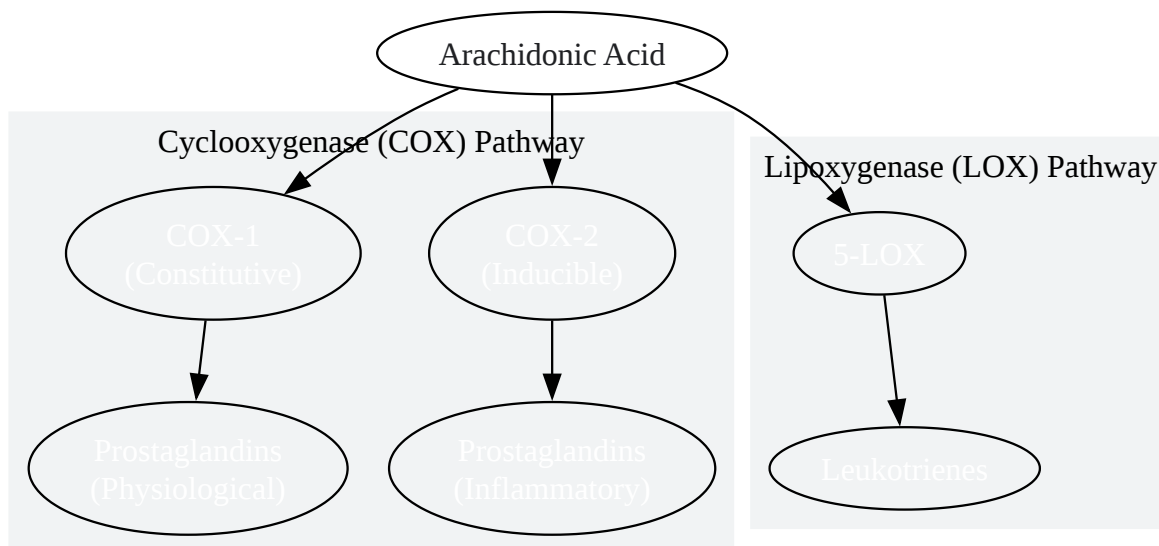 Arachidonic Acid
Cyclooxygenase (COX) Pathway
Lipoxygenase (LOX) Pathway
COX-1
(Constitutive)
COX-2
(Inducible)
5-LOX
Prostaglandins
(Physiological)
Prostaglandins
(Inflammatory)
Leukotrienes